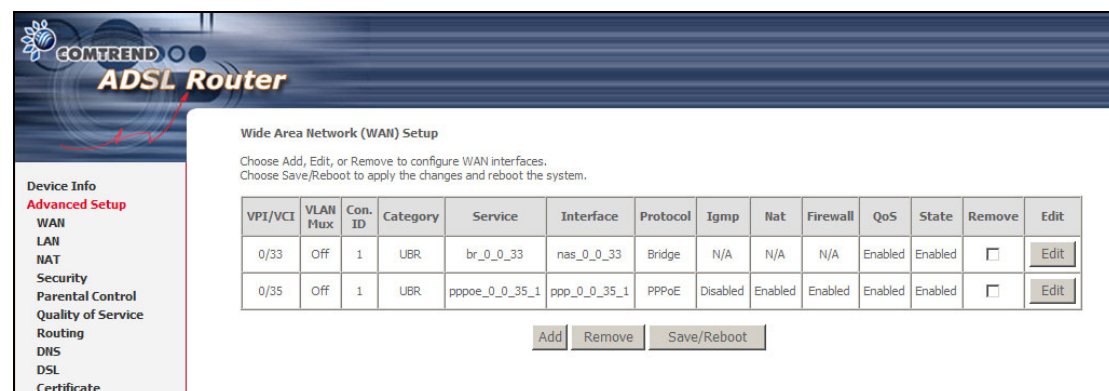 COMTREND
ADSL Router
Wide Area Network (WAN) Setup
Choose Add, Edit, or Remove to configure WAN interfaces.
Choose Save/Reboot to apply the changes and reboot the system.
Device Info
Advanced Setup
WAN
LAN
NAT
Security
Parental Control
Quality of Service
Routing
DNS
DSL
Certificate
VPI/VCI VLAN Mux Con. ID Category Service Interface Protocol Igmp Nat Firewall QoS State Remove Edit
0/33 Off 1 UBR br_0_0_33 nas_0_0_33 Bridge N/A N/A N/A Enabled Enabled Edit
0/35 Off 1 UBR pppoe_0_0_35_1 ppp_0_0_35_1 PPPoE Disabled Enabled Enabled Enabled Enabled Edit
Add Remove Save/Reboot